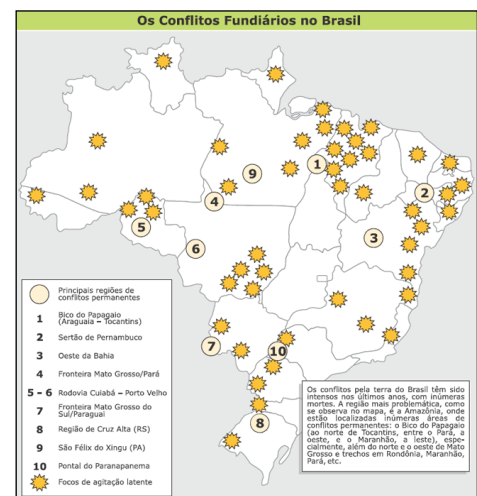 Os Conflitos Fundiários no Brasil
1
9
4
2
5
6
3
7
10
8
Principais regiões de
conflitos permanentes
1 Bico do Papagaio
(Araguaia – Tocantins)
2 Sertão de Pernambuco
3 Oeste da Bahia
4 Fronteira Mato Grosso/Pará
5 - 6 Rodovia Cuiabá – Porto Velho
7 Fronteira Mato Grosso do
Sul/Paraguai
8 Região de Cruz Alta (RS)
9 São Félix do Xingu (PA)
10 Pontal do Paranapanema
Focos de agitação latente
Os conflitos pela terra do Brasil têm sido
intensos nos últimos anos, com inúmeras
mortes. A região mais problemática, como
se observa no mapa, é a Amazônia, onde
estão localizadas inúmeras áreas de
conflitos permanentes: o Bico do Papagaio
(ao norte de Tocantins, entre o Pará, a
oeste, e o Maranhão, a leste), espe-
cialmente, além do norte e o oeste de Mato
Grosso e trechos em Rondônia, Maranhão,
Pará, etc.